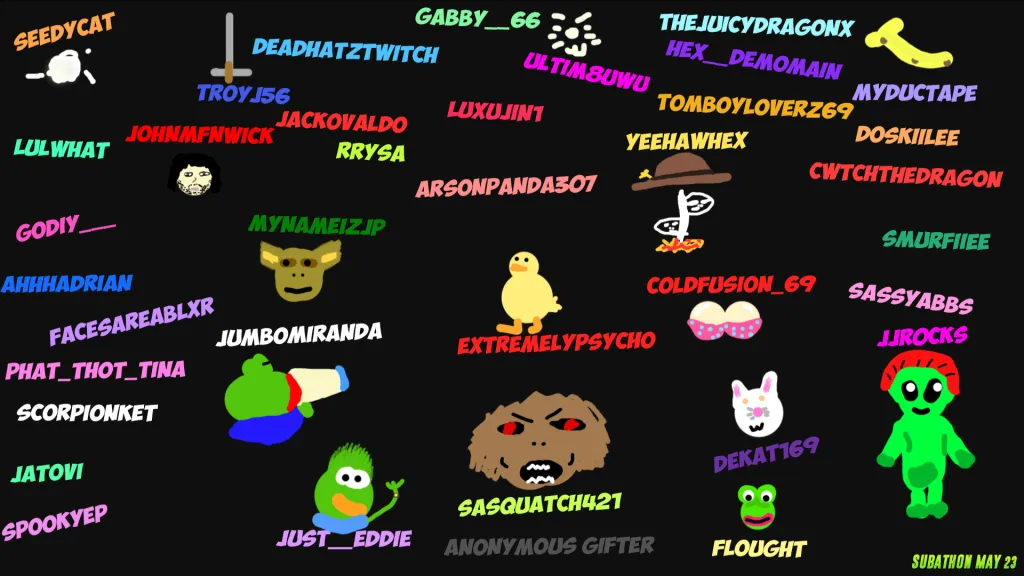 SEEDYCAT
GABBY__66
THEJUICYDRAGONX
DEADHATZTWITCH
HEX__DEMOMAIN
ULTIM8UWU
TROYJ56
MYDUCTAPE
LUXUJIN1
TOMBOYLOVERZ69
JACKOVALDO
JOHNMFNWICK
DOSKIILEE
LULWHAT
RRYSA
YEEHAWHEX
CWTCHTHEDRAGON
ARSONPANDA307
GODIY___
MYNAMEIZJP
SMURFIIEE
AHHHADRIAN
COLDFUSION_69
SASSYABBS
FACESAREABLXR
JUMBOMIRANDA
EXTREMELYPSYCHO
JJROCKS
PHAT_THOT_TINA
SCORPIONKET
DEKAT169
JATOVI
SASQUATCH421
SPOOKYEP
JUST__EDDIE
ANONYMOUS GIFTER
FLOUGHT
SUBATHON MAY 23